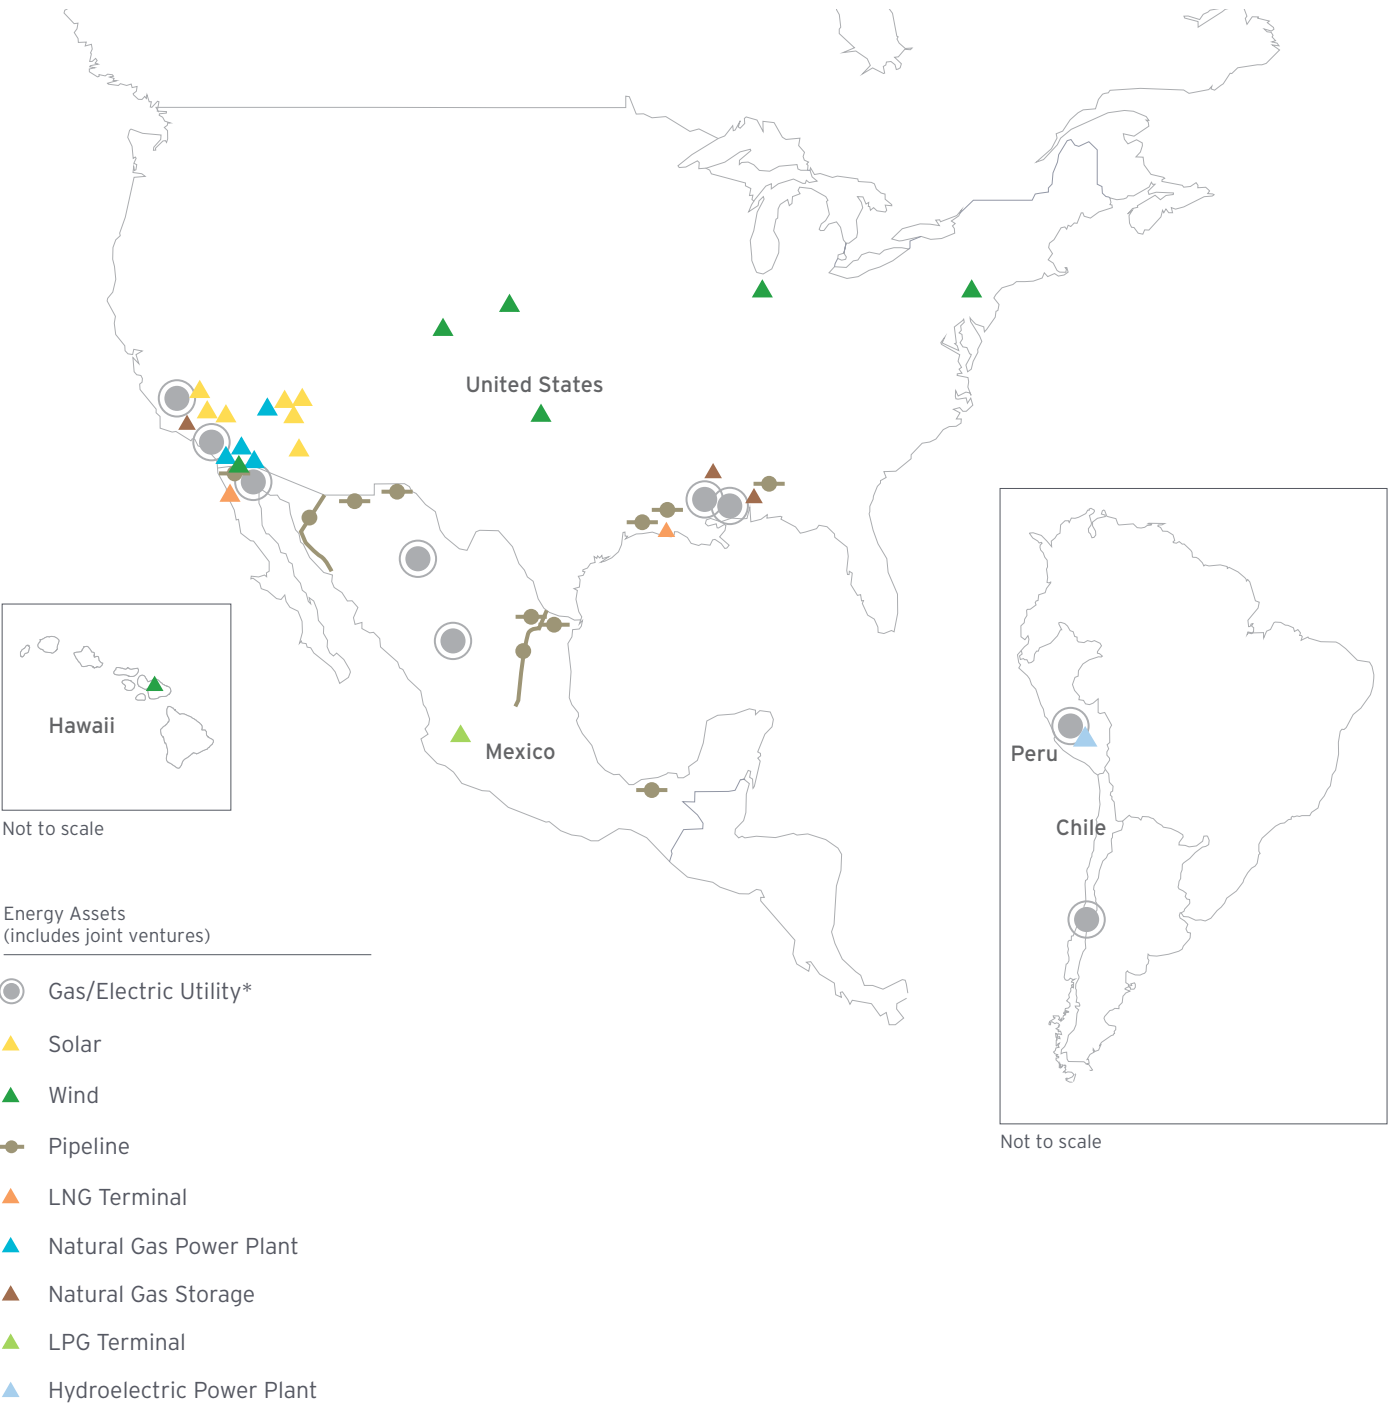 United States
Hawaii
Mexico
Peru
Chile
Not to scale
Energy Assets
(includes joint ventures)
Gas/Electric Utility*
Solar
Wind
Pipeline
LNG Terminal
Natural Gas Power Plant
Natural Gas Storage
LPG Terminal
Hydroelectric Power Plant
Not to scale